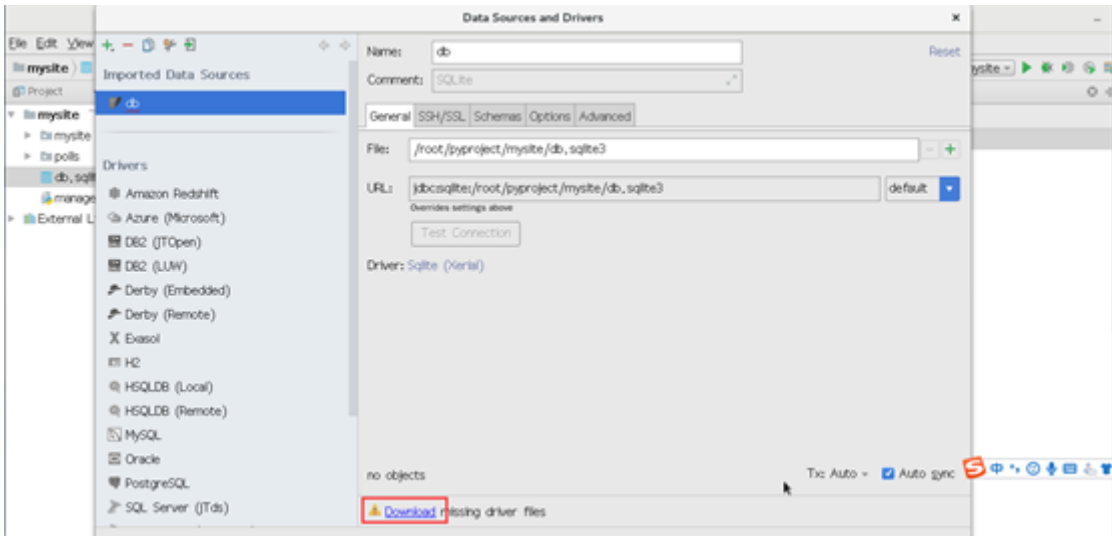 Data Sources and Drivers
File Edit View
mysite
mysite
Project
mysite
mysite
polls
db.sqlit
manage
External L
Imported Data Sources
db
Drivers
Amazon Redshift
Azure (Microsoft)
DB2 (JTOpen)
DB2 (LUW)
Derby (Embedded)
Derby (Remote)
Exasol
H2
HSQLDB (Local)
HSQLDB (Remote)
MySQL
Oracle
PostgreSQL
SQL Server (jTds)
Name: db Reset
Comment: SQLite
General SSH/SSL Schemas Options Advanced
File: /root/pyproject/mysite/db.sqlite3
URL: jdbc:sqlite:/root/pyproject/mysite/db.sqlite3 default
Overrides settings above
Test Connection
Driver: Sqlite (Xerial)
no objects Tx: Auto Auto sync
Download missing driver files
中